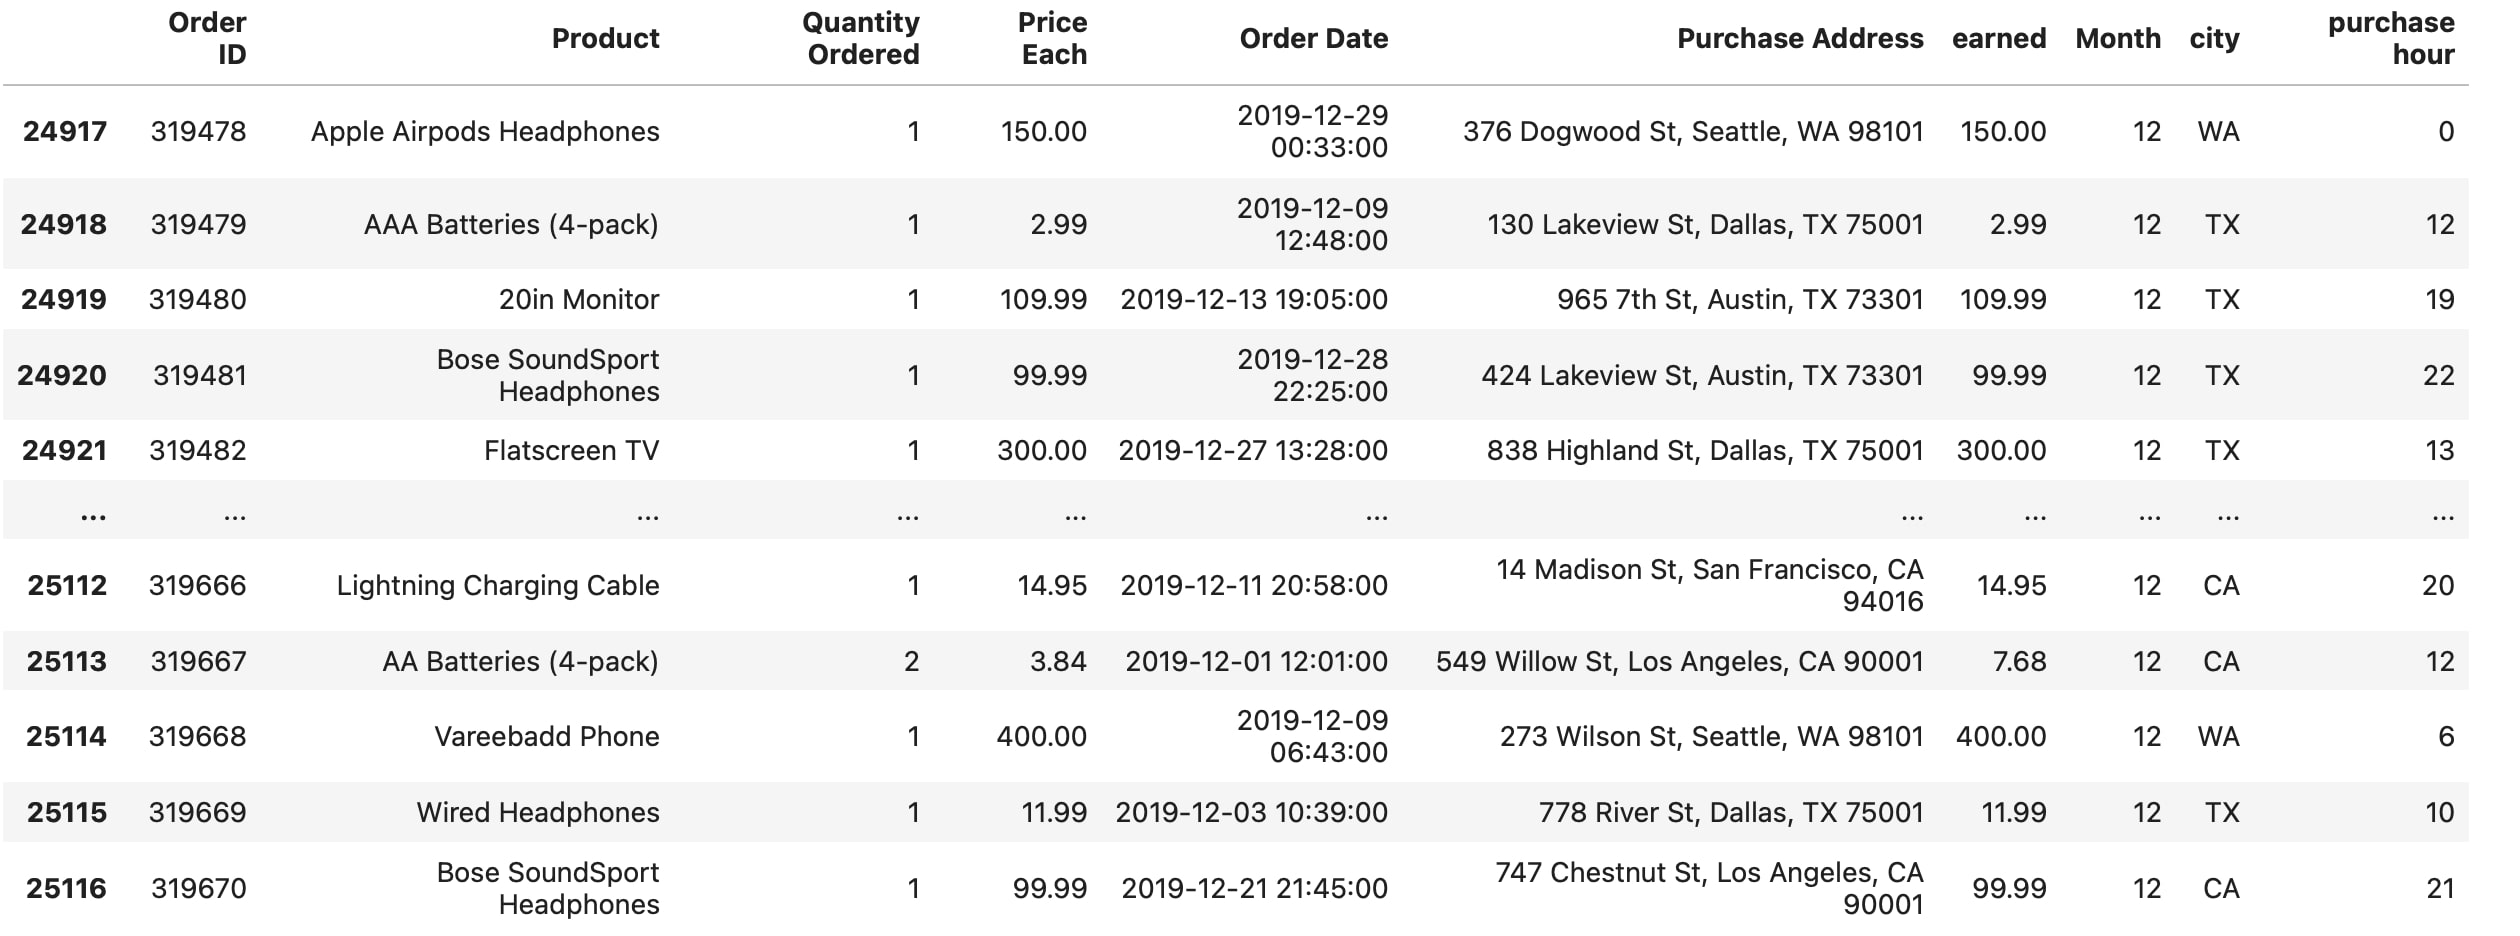 Order ID Product Quantity Ordered Price Each Order Date Purchase Address earned Month city purchase hour
24917 319478 Apple Airpods Headphones 1 150.00 2019-12-29 00:33:00 376 Dogwood St, Seattle, WA 98101 150.00 12 WA 0
24918 319479 AAA Batteries (4-pack) 1 2.99 2019-12-09 12:48:00 130 Lakeview St, Dallas, TX 75001 2.99 12 TX 12
24919 319480 20in Monitor 1 109.99 2019-12-13 19:05:00 965 7th St, Austin, TX 73301 109.99 12 TX 19
24920 319481 Bose SoundSport Headphones 1 99.99 2019-12-28 22:25:00 424 Lakeview St, Austin, TX 73301 99.99 12 TX 22
24921 319482 Flatscreen TV 1 300.00 2019-12-27 13:28:00 838 Highland St, Dallas, TX 75001 300.00 12 TX 13
... ... ... ... ... ... ... ... ... ... ...
25112 319666 Lightning Charging Cable 1 14.95 2019-12-11 20:58:00 14 Madison St, San Francisco, CA 94016 14.95 12 CA 20
25113 319667 AA Batteries (4-pack) 2 3.84 2019-12-01 12:01:00 549 Willow St, Los Angeles, CA 90001 7.68 12 CA 12
25114 319668 Vareebadd Phone 1 400.00 2019-12-09 06:43:00 273 Wilson St, Seattle, WA 98101 400.00 12 WA 6
25115 319669 Wired Headphones 1 11.99 2019-12-03 10:39:00 778 River St, Dallas, TX 75001 11.99 12 TX 10
25116 319670 Bose SoundSport Headphones 1 99.99 2019-12-21 21:45:00 747 Chestnut St, Los Angeles, CA 90001 99.99 12 CA 21